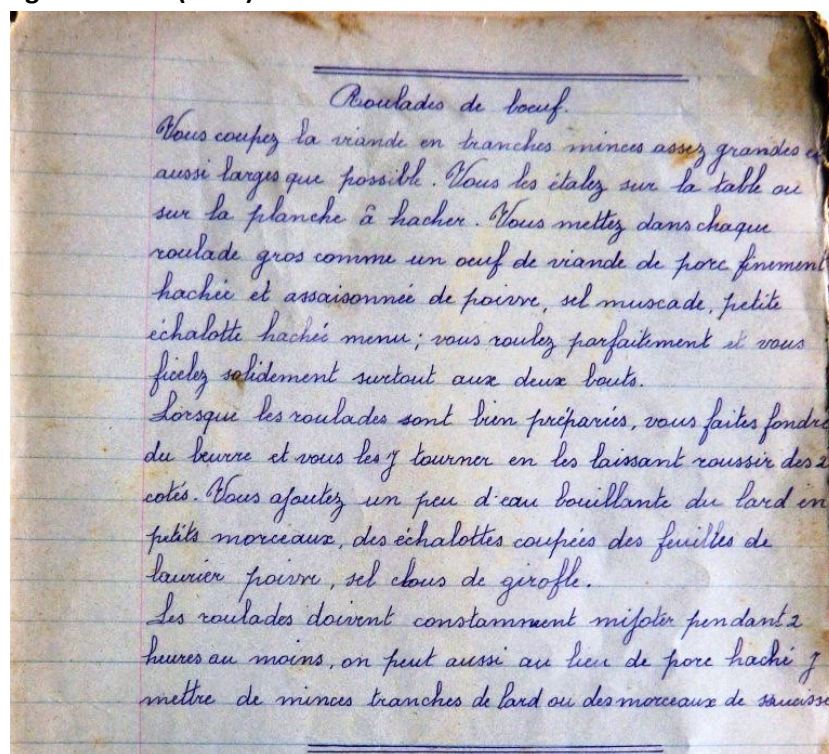 Roulades de boeuf.
Vous coupez la viande en tranches minces assez grandes et
aussi larges que possible. Vous les étalez sur la table ou
sur la planche â hacher. Vous mettez dans chaque
roulade gros comme un oeuf de viande de porc finement
hachée et assaisonnée de poivre, sel muscade, petite
échalotte hachée menu; vous roulez parfaitement et vous
ficelez solidement surtout aux deux bouts.
Lorsque les roulades sont bien préparées, vous faites fondre
du beurre et vous les y tourner en les laissant roussir des 2
cotés. Vous ajoutez un peu d'eau bouillante du lard en
petits morceaux, des échalottes coupées des feuilles de
laurier poivre, sel clous de girofle.
Les roulades doivent constamment mijoter pendant 2
heures au moins, on peut aussi au lieu de porc haché y
mettre de minces tranches de lard ou des morceaux de saucisse